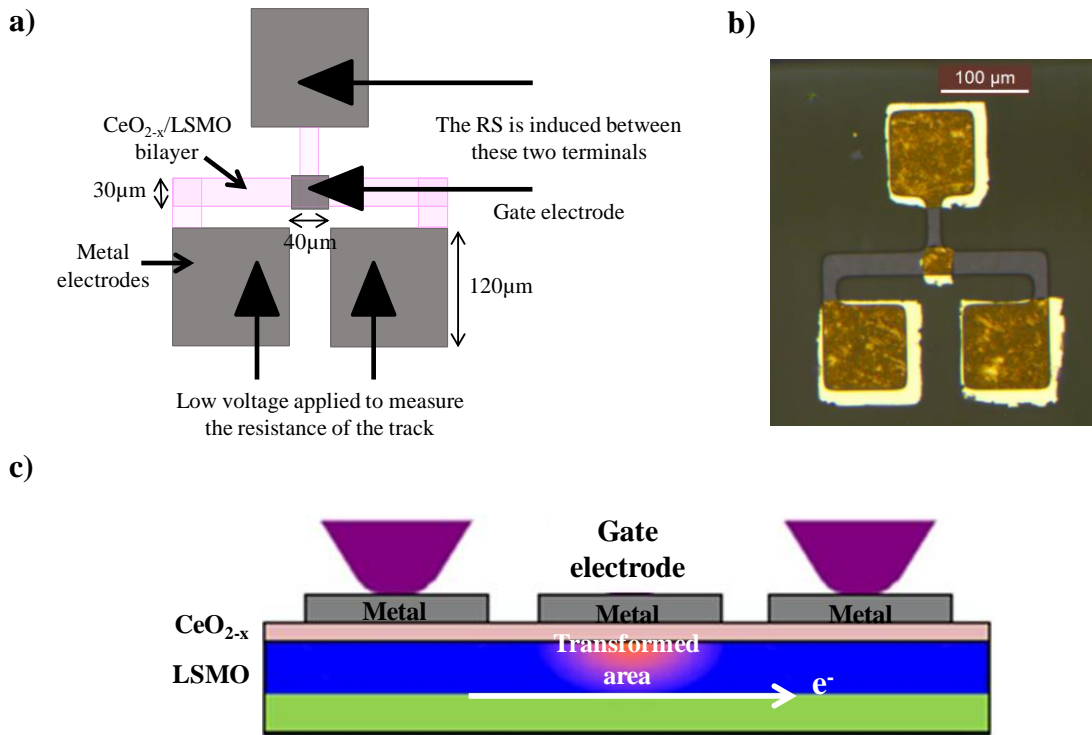 a)
CeO2-x/LSMO
bilayer
The RS is induced between
these two terminals
30µm
Gate electrode
40µm
Metal
electrodes
120µm
Low voltage applied to measure
the resistance of the track
b)
100 µm
c)
Gate
electrode
Metal
Metal
Metal
CeO2-x
Transformed
area
LSMO
e-